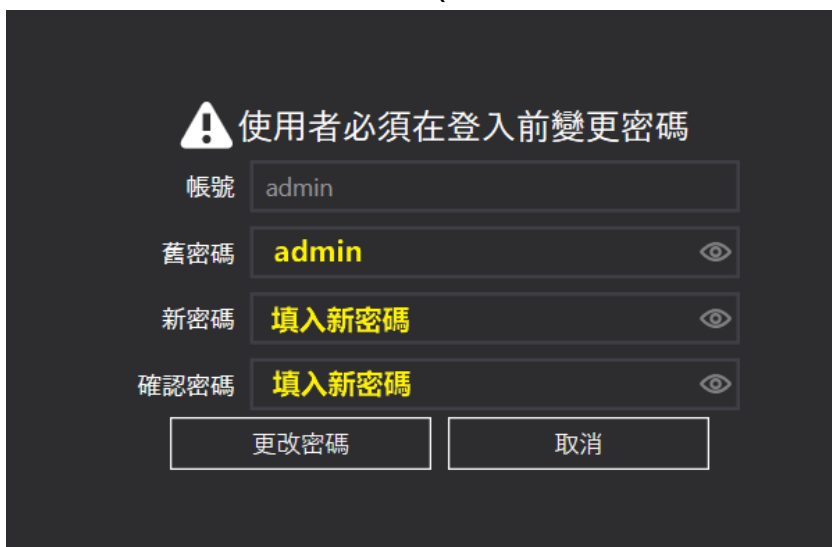 使用者必須在登入前變更密碼
帳號 admin
舊密碼 admin
新密碼 填入新密碼
確認密碼 填入新密碼
更改密碼 取消